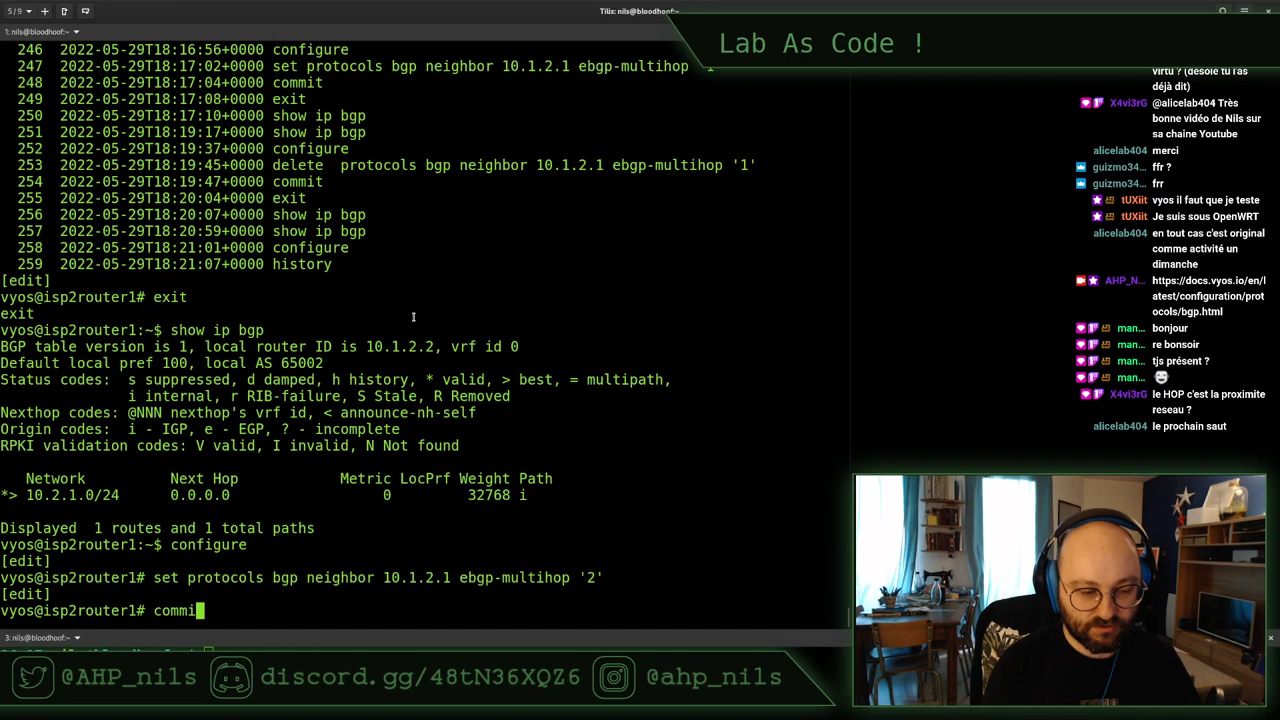 5/9
Tilix: nils@bloodhoof:~
1: nils@bloodhoof:~
Lab As Code !
246  2022-05-29T18:16:56+0000 configure
247  2022-05-29T18:17:02+0000 set protocols bgp neighbor 10.1.2.1 ebgp-multihop '1'
248  2022-05-29T18:17:04+0000 commit
249  2022-05-29T18:17:08+0000 exit
250  2022-05-29T18:17:10+0000 show ip bgp
251  2022-05-29T18:19:17+0000 show ip bgp
252  2022-05-29T18:19:37+0000 configure
253  2022-05-29T18:19:45+0000 delete  protocols bgp neighbor 10.1.2.1 ebgp-multihop '1'
254  2022-05-29T18:19:47+0000 commit
255  2022-05-29T18:20:04+0000 exit
256  2022-05-29T18:20:07+0000 show ip bgp
257  2022-05-29T18:20:59+0000 show ip bgp
258  2022-05-29T18:21:01+0000 configure
259  2022-05-29T18:21:07+0000 history
[edit]
vyos@isp2router1# exit
exit
vyos@isp2router1:~$ show ip bgp
BGP table version is 1, local router ID is 10.1.2.2, vrf id 0
Default local pref 100, local AS 65002
Status codes:  s suppressed, d damped, h history, * valid, > best, = multipath,
i internal, r RIB-failure, S Stale, R Removed
Nexthop codes: @NNN nexthop's vrf id, < announce-nh-self
Origin codes:  i - IGP, e - EGP, ? - incomplete
RPKI validation codes: V valid, I invalid, N Not found
Network          Next Hop            Metric LocPrf Weight Path
*> 10.2.1.0/24      0.0.0.0                  0         32768 i
Displayed  1 routes and 1 total paths
vyos@isp2router1:~$ configure
[edit]
vyos@isp2router1# set protocols bgp neighbor 10.1.2.1 ebgp-multihop '2'
[edit]
vyos@isp2router1# commi
3: nils@bloodhoof:~
virtu ? (désolé tu l'as
déjà dit)
X4vi3rG @alicelab404 Très
bonne vidéo de Nils sur
sa chaine Youtube
alicelab404 merci
guizmo34... ffr ?
guizmo34... frr
tUXiit vyos il faut que je teste
tUXiit Je suis sous OpenWRT
alicelab404 en tout cas c'est original
comme activité un
dimanche
AHP_N... https://docs.vyos.io/en/l
atest/configuration/prot
ocols/bgp.html
man... bonjour
man... re bonsoir
man... tjs présent ?
man...
X4vi3rG le HOP c'est la proximite
reseau ?
alicelab404 le prochain saut
@AHP_nils discord.gg/48tN36XQZ6 @ahp_nils